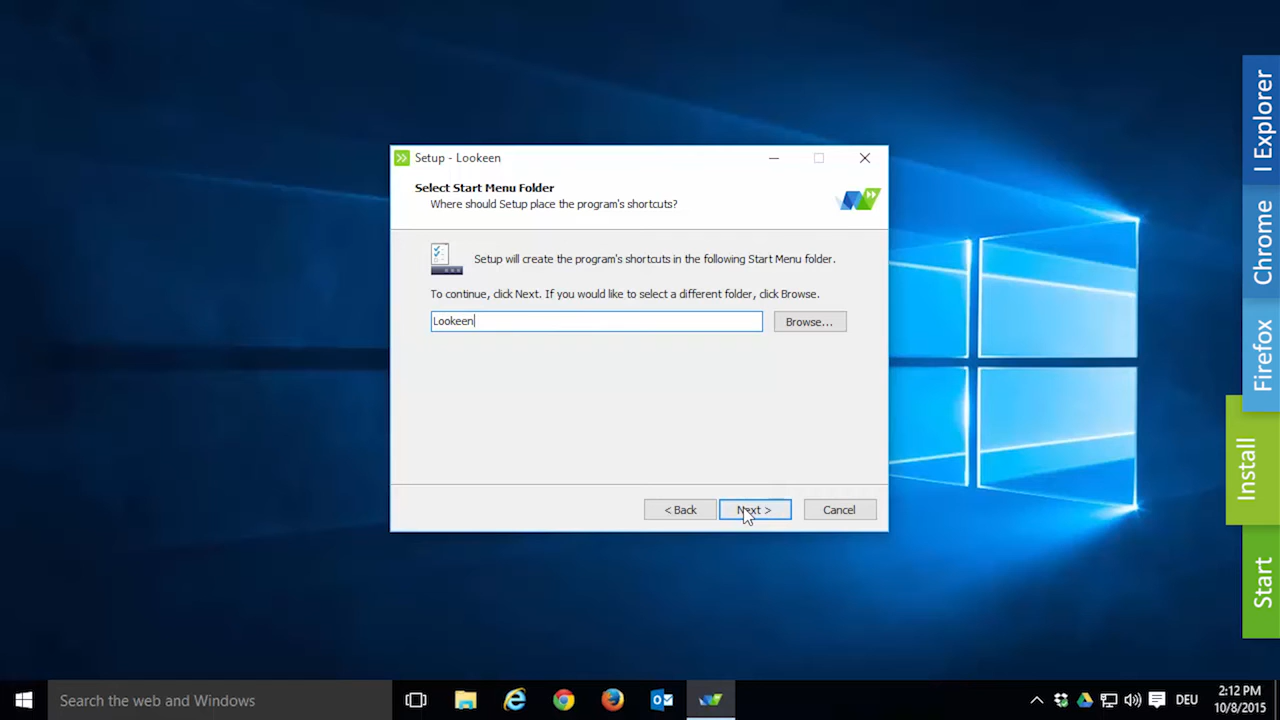 Setup - Lookeen
Select Start Menu Folder
Where should Setup place the program's shortcuts?
Setup will create the program's shortcuts in the following Start Menu folder.
To continue, click Next. If you would like to select a different folder, click Browse.
Lookeen
Browse...
< Back
Next >
Cancel
I Explorer
Chrome
Firefox
Install
Start
Search the web and Windows
DEU
2:12 PM
10/8/2015